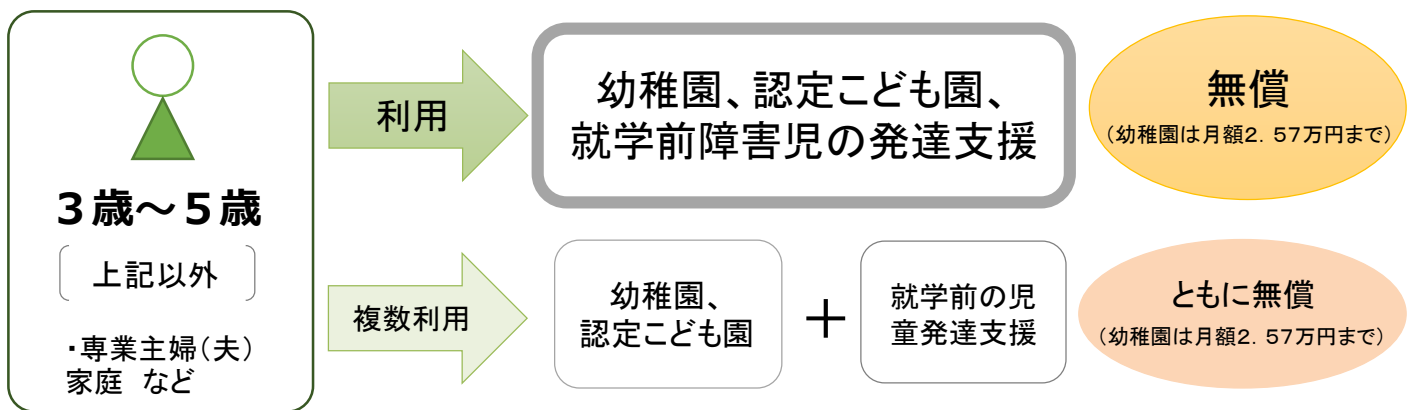 3歳~5歳
上記以外
・専業主婦(夫)
家庭 など
利用
幼稚園、認定こども園、
就学前障害児の発達支援
無償
(幼稚園は月額2.57万円まで)
複数利用
幼稚園、
認定こども園
+
就学前の児
童発達支援
ともに無償
(幼稚園は月額2.57万円まで)